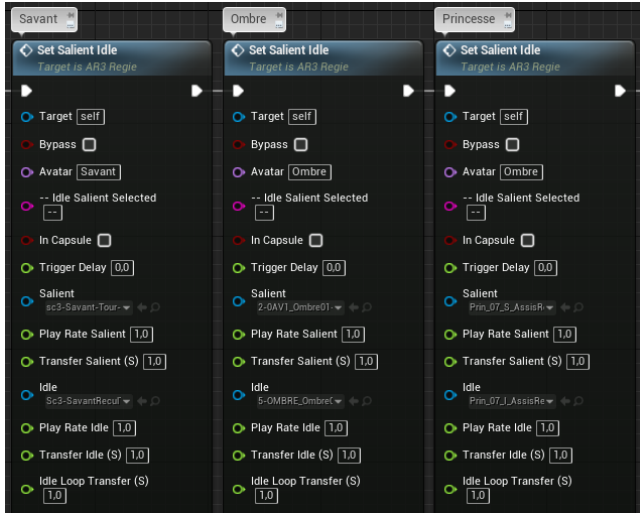 Savant
Set Salient Idle
Target is AR3 Regie
Target self
Bypass
Avatar Savant
-- Idle Salient Selected
--
In Capsule
Trigger Delay 0,0
Salient
sc3-Savant-Tour-
Play Rate Salient 1,0
Transfer Salient (S) 1,0
Idle
Sc3-SavantRecul
Play Rate Idle 1,0
Transfer Idle (S) 1,0
Idle Loop Transfer (S)
1,0
Ombre
Set Salient Idle
Target is AR3 Regie
Target self
Bypass
Avatar Ombre
-- Idle Salient Selected
--
In Capsule
Trigger Delay 0,0
Salient
2-0AV1_Ombre01-
Play Rate Salient 1,0
Transfer Salient (S) 1,0
Idle
5-OMBRE_Ombre(
Play Rate Idle 1,0
Transfer Idle (S) 1,0
Idle Loop Transfer (S)
1,0
Princesse
Set Salient Idle
Target is AR3 Regie
Target self
Bypass
Avatar Ombre
-- Idle Salient Selected
--
In Capsule
Trigger Delay 0,0
Salient
Prin_07_S_AssisR
Play Rate Salient 1,0
Transfer Salient (S) 1,0
Idle
Prin_07_I_AssisRe
Play Rate Idle 1,0
Transfer Idle (S) 1,0
Idle Loop Transfer (S)
1,0